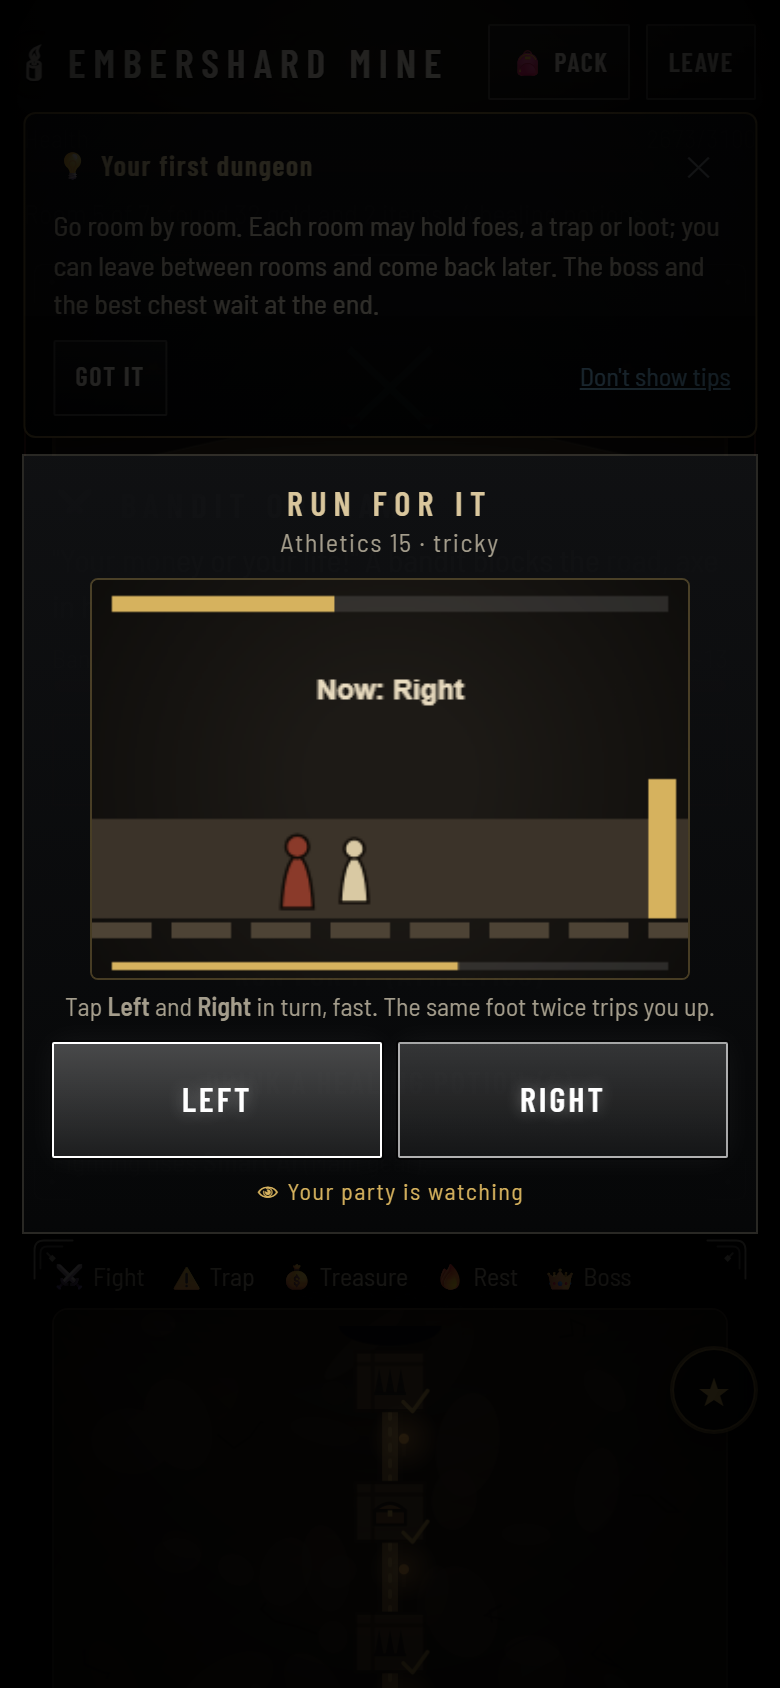 EMBERSHARD MINE
PACK
LEAVE
Your first dungeon
Go room by room. Each room may hold foes, a trap or loot; you
can leave between rooms and come back later. The boss and
the best chest wait at the end.
GOT IT
Don't show tips
RUN FOR IT
Athletics 15 · tricky
Now: Right
Tap Left and Right in turn, fast. The same foot twice trips you up.
LEFT
RIGHT
Your party is watching
Fight
Trap
Treasure
Rest
Boss